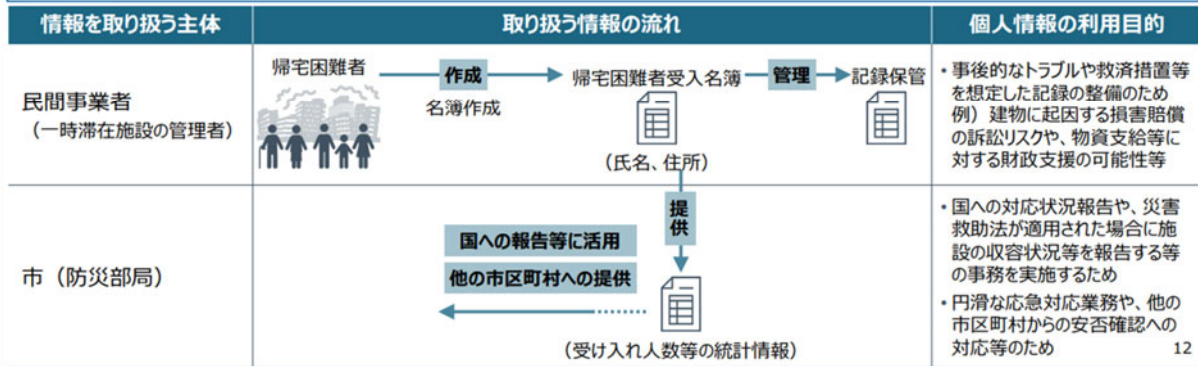 情報を取り扱う主体
取り扱う情報の流れ
個人情報の利用目的
民間事業者
（一時滞在施設の管理者）
帰宅困難者
作成
名簿作成
帰宅困難者受入名簿
（氏名、住所）
管理
記録保管
・事後的なトラブルや救済措置等
を想定した記録の整備のため
例）建物に起因する損害賠償
の訴訟リスクや、物資支給等に
対する財政支援の可能性等
提供
市（防災部局）
国への報告等に活用
他の市区町村への提供
（受け入れ人数等の統計情報）
・国への対応状況報告や、災害
救助法が適用された場合に施
設の収容状況等を報告する等
の事務を実施するため
・円滑な応急対応業務や、他の
市区町村からの安否確認への
対応等のため
12